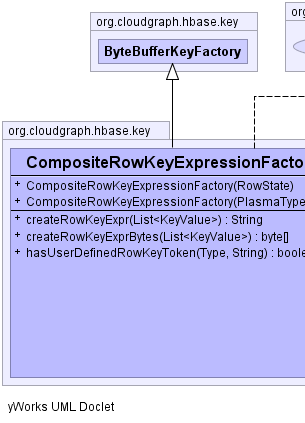 org.cloudgraph.hbase.key
ByteBufferKeyFactory
org.cloudgraph.hbase.key
CompositeRowKeyExpressionFacto
+ CompositeRowKeyExpressionFactory(RowState)
+ CompositeRowKeyExpressionFactory(PlasmaType
+ createRowKeyExpr(List<KeyValue>) : String
+ createRowKeyExprBytes(List<KeyValue>) : byte[]
+ hasUserDefinedRowKeyToken(Type, String) : boole
yWorks UML Doclet